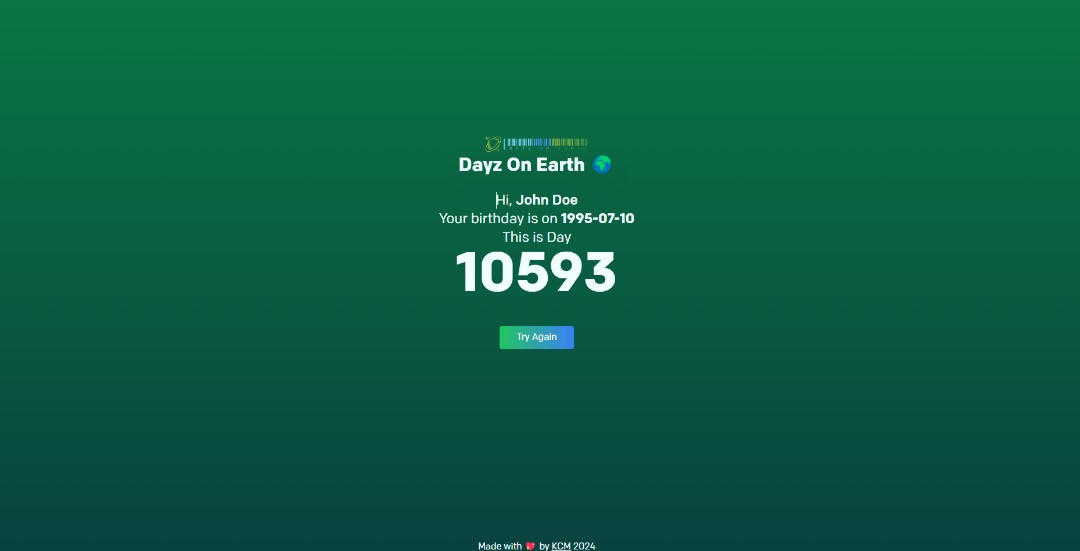 Dayz On Earth 🌍
Hi, John Doe
Your birthday is on 1995-07-10
This is Day
10593
Try Again
Made with 💖 by KCM 2024